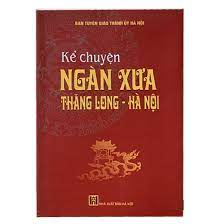 BAN TUYÊN GIÁO THÀNH ỦY HÀ NỘI
Kể chuyện
NGÀN XƯA
THĂNG LONG - HÀ NỘI
NHÀ XUẤT BẢN HÀ NỘI